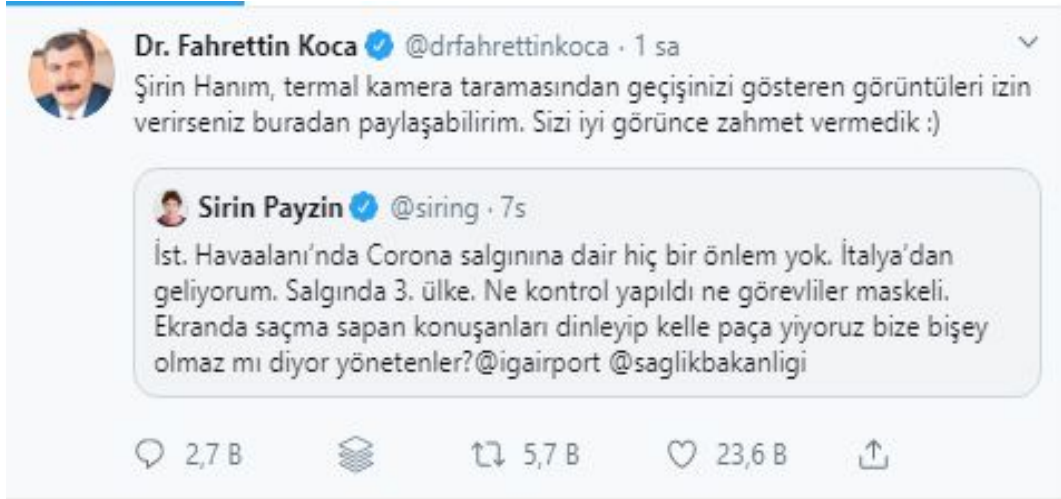 Dr. Fahrettin Koca @drfahrettinkoca · 1 sa
Şirin Hanım, termal kamera taramasından geçişinizi gösteren görüntüleri izin
verirseniz buradan paylaşabilirim. Sizi iyi görünce zahmet vermedik :)
Sirin Payzin @siring · 7s
İst. Havaalanı'nda Corona salgınına dair hiç bir önlem yok. İtalya'dan
geliyorum. Salgında 3. ülke. Ne kontrol yapıldı ne görevliler maskeli.
Ekranda saçma sapan konuşanları dinleyip kelle paça yiyoruz bize bişey
olmaz mı diyor yönetenler?@igairport @saglikbakanligi
2,7 B 5,7 B 23,6 B